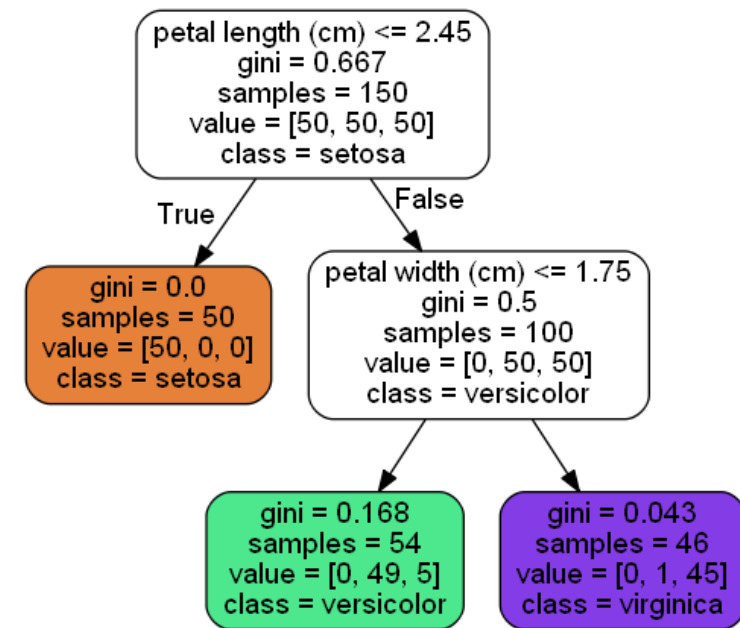 petal length (cm) <= 2.45
gini = 0.667
samples = 150
value = [50, 50, 50]
class = setosa
True
False
gini = 0.0
samples = 50
value = [50, 0, 0]
class = setosa
petal width (cm) <= 1.75
gini = 0.5
samples = 100
value = [0, 50, 50]
class = versicolor
gini = 0.168
samples = 54
value = [0, 49, 5]
class = versicolor
gini = 0.043
samples = 46
value = [0, 1, 45]
class = virginica